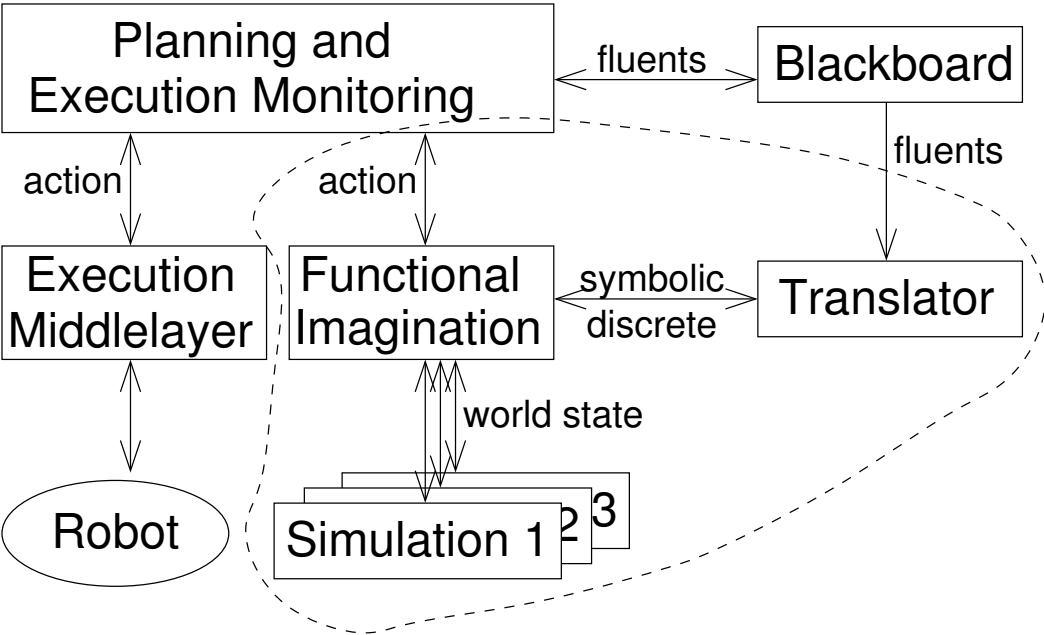 Planning and
Execution Monitoring
fluents
Blackboard
fluents
action
action
Execution
Middlelayer
Functional
Imagination
symbolic
discrete
Translator
world state
Robot
Simulation 1
2
3